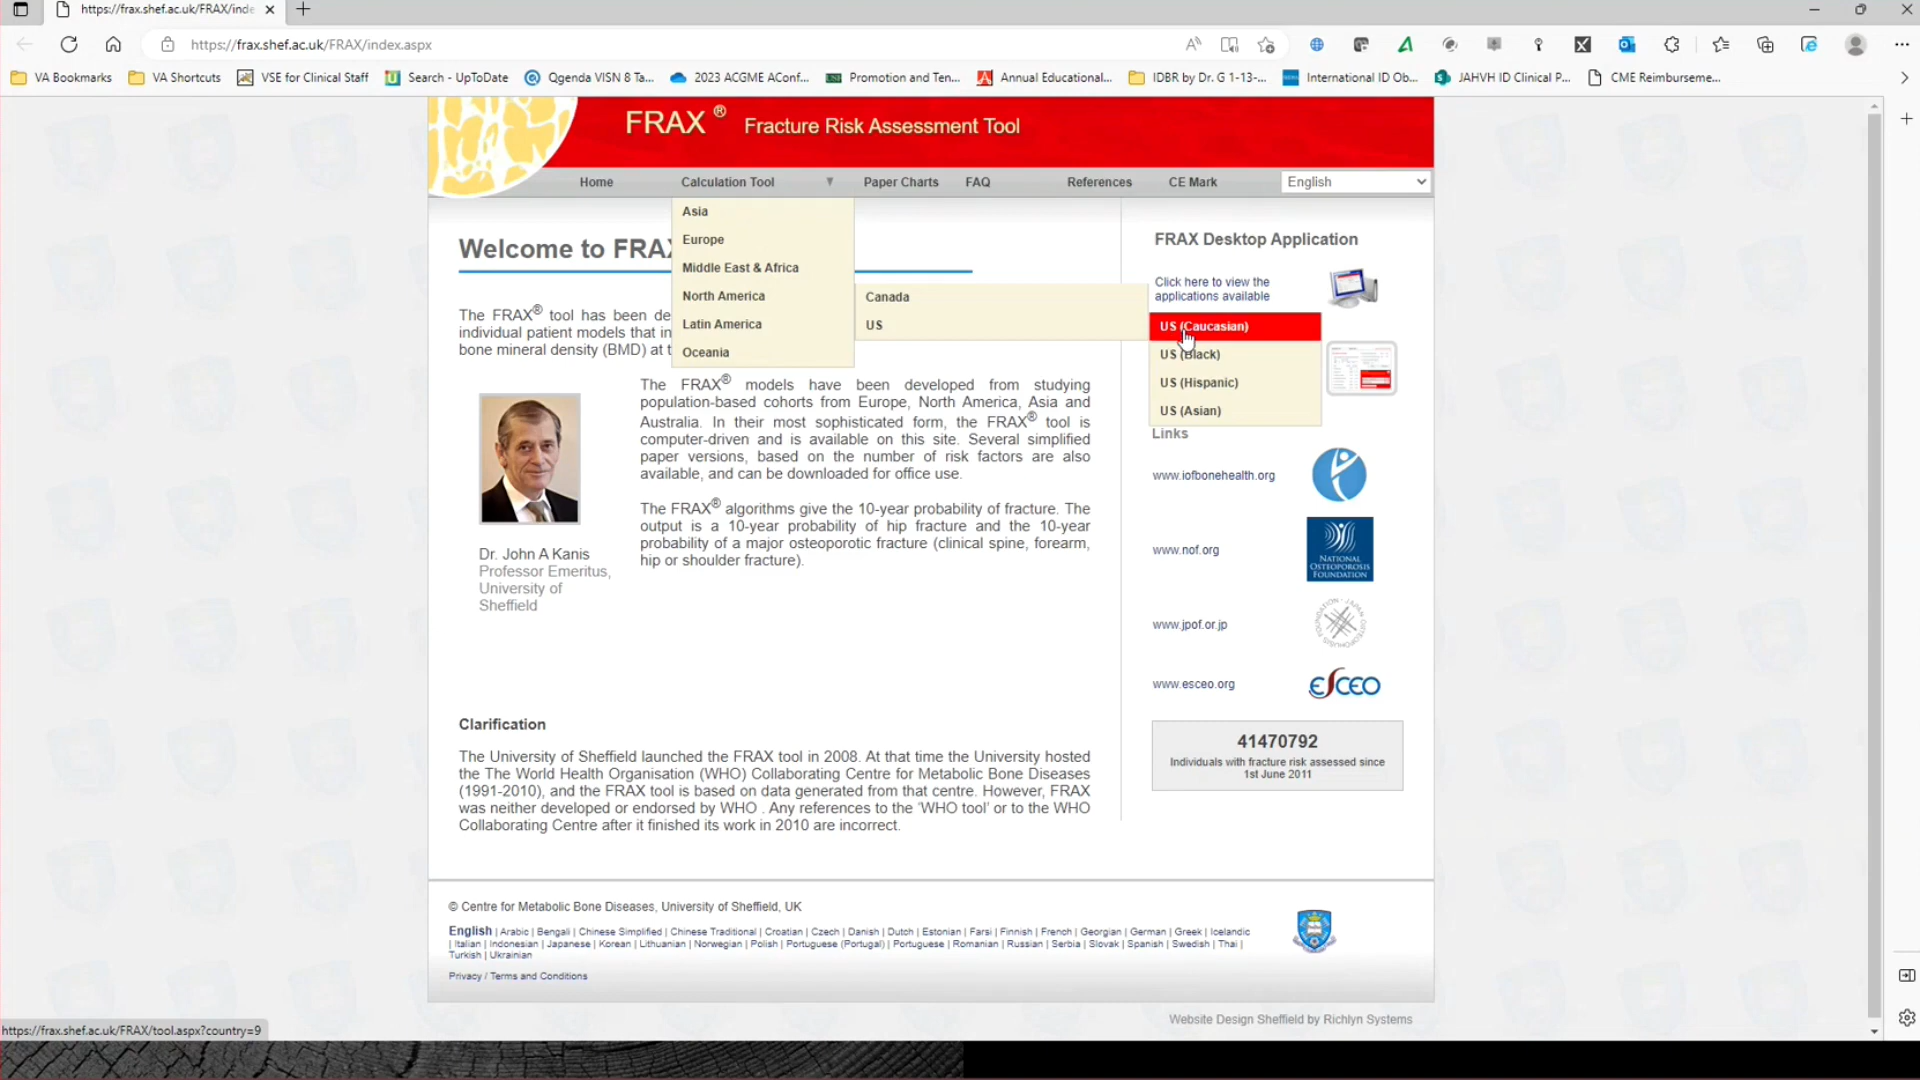 https://frax.shef.ac.uk/FRAX/inde
https://frax.shef.ac.uk/FRAX/index.aspx
VA Bookmarks
VA Shortcuts
VSE for Clinical Staff
Search - UpToDate
Qgenda VISN 8 Ta...
2023 ACGME AConf...
Promotion and Ten...
Annual Educational...
IDBR by Dr. G 1-13-...
International ID Ob...
JAHVH ID Clinical P...
CME Reimburseme...
FRAX ® Fracture Risk Assessment Tool
Home
Calculation Tool
Paper Charts
FAQ
References
CE Mark
English
Asia
Europe
Middle East & Africa
North America
Latin America
Oceania
Canada
US
US (Caucasian)
US (Black)
US (Hispanic)
US (Asian)
Welcome to FRAX
The FRAX® tool has been de
individual patient models that in
bone mineral density (BMD) at t
The FRAX® models have been developed from studying
population-based cohorts from Europe, North America, Asia and
Australia. In their most sophisticated form, the FRAX® tool is
computer-driven and is available on this site. Several simplified
paper versions, based on the number of risk factors are also
available, and can be downloaded for office use.
The FRAX® algorithms give the 10-year probability of fracture. The
output is a 10-year probability of hip fracture and the 10-year
probability of a major osteoporotic fracture (clinical spine, forearm,
hip or shoulder fracture).
Dr. John A Kanis
Professor Emeritus,
University of
Sheffield
FRAX Desktop Application
Click here to view the
applications available
Links
www.iofbonehealth.org
www.nof.org
NATIONAL
OSTEOPOROSIS
FOUNDATION
www.jpof.or.jp
www.esceo.org
ESCEO
41470792
Individuals with fracture risk assessed since
1st June 2011
Clarification
The University of Sheffield launched the FRAX tool in 2008. At that time the University hosted
the The World Health Organisation (WHO) Collaborating Centre for Metabolic Bone Diseases
(1991-2010), and the FRAX tool is based on data generated from that centre. However, FRAX
was neither developed or endorsed by WHO . Any references to the 'WHO tool' or to the WHO
Collaborating Centre after it finished its work in 2010 are incorrect.
© Centre for Metabolic Bone Diseases, University of Sheffield, UK
English | Arabic | Bengali | Chinese Simplified | Chinese Traditional | Croatian | Czech | Danish | Dutch | Estonian | Farsi | Finnish | French | Georgian | German | Greek | Icelandic
| Italian | Indonesian | Japanese | Korean | Lithuanian | Norwegian | Polish | Portuguese (Portugal) | Portuguese | Romanian | Russian | Serbia | Slovak | Spanish | Swedish | Thai |
Turkish | Ukrainian
Privacy / Terms and Conditions
Website Design Sheffield by Richlyn Systems
https://frax.shef.ac.uk/FRAX/tool.aspx?country=9